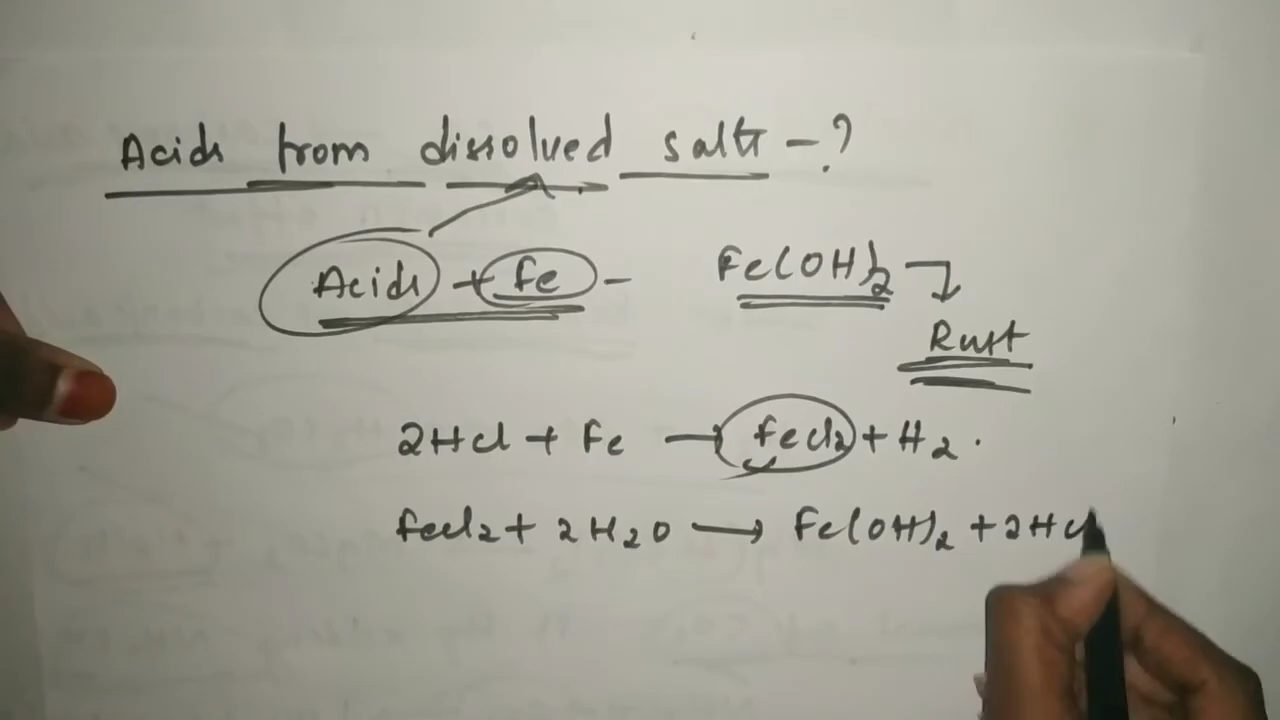 Acids from dissolved salts - ?
Acids + Fe - Fe(OH)2
Rust
2HCl + Fe → FeCl2 + H2.
FeCl2 + 2H2O → Fe(OH)2 + 2HCl